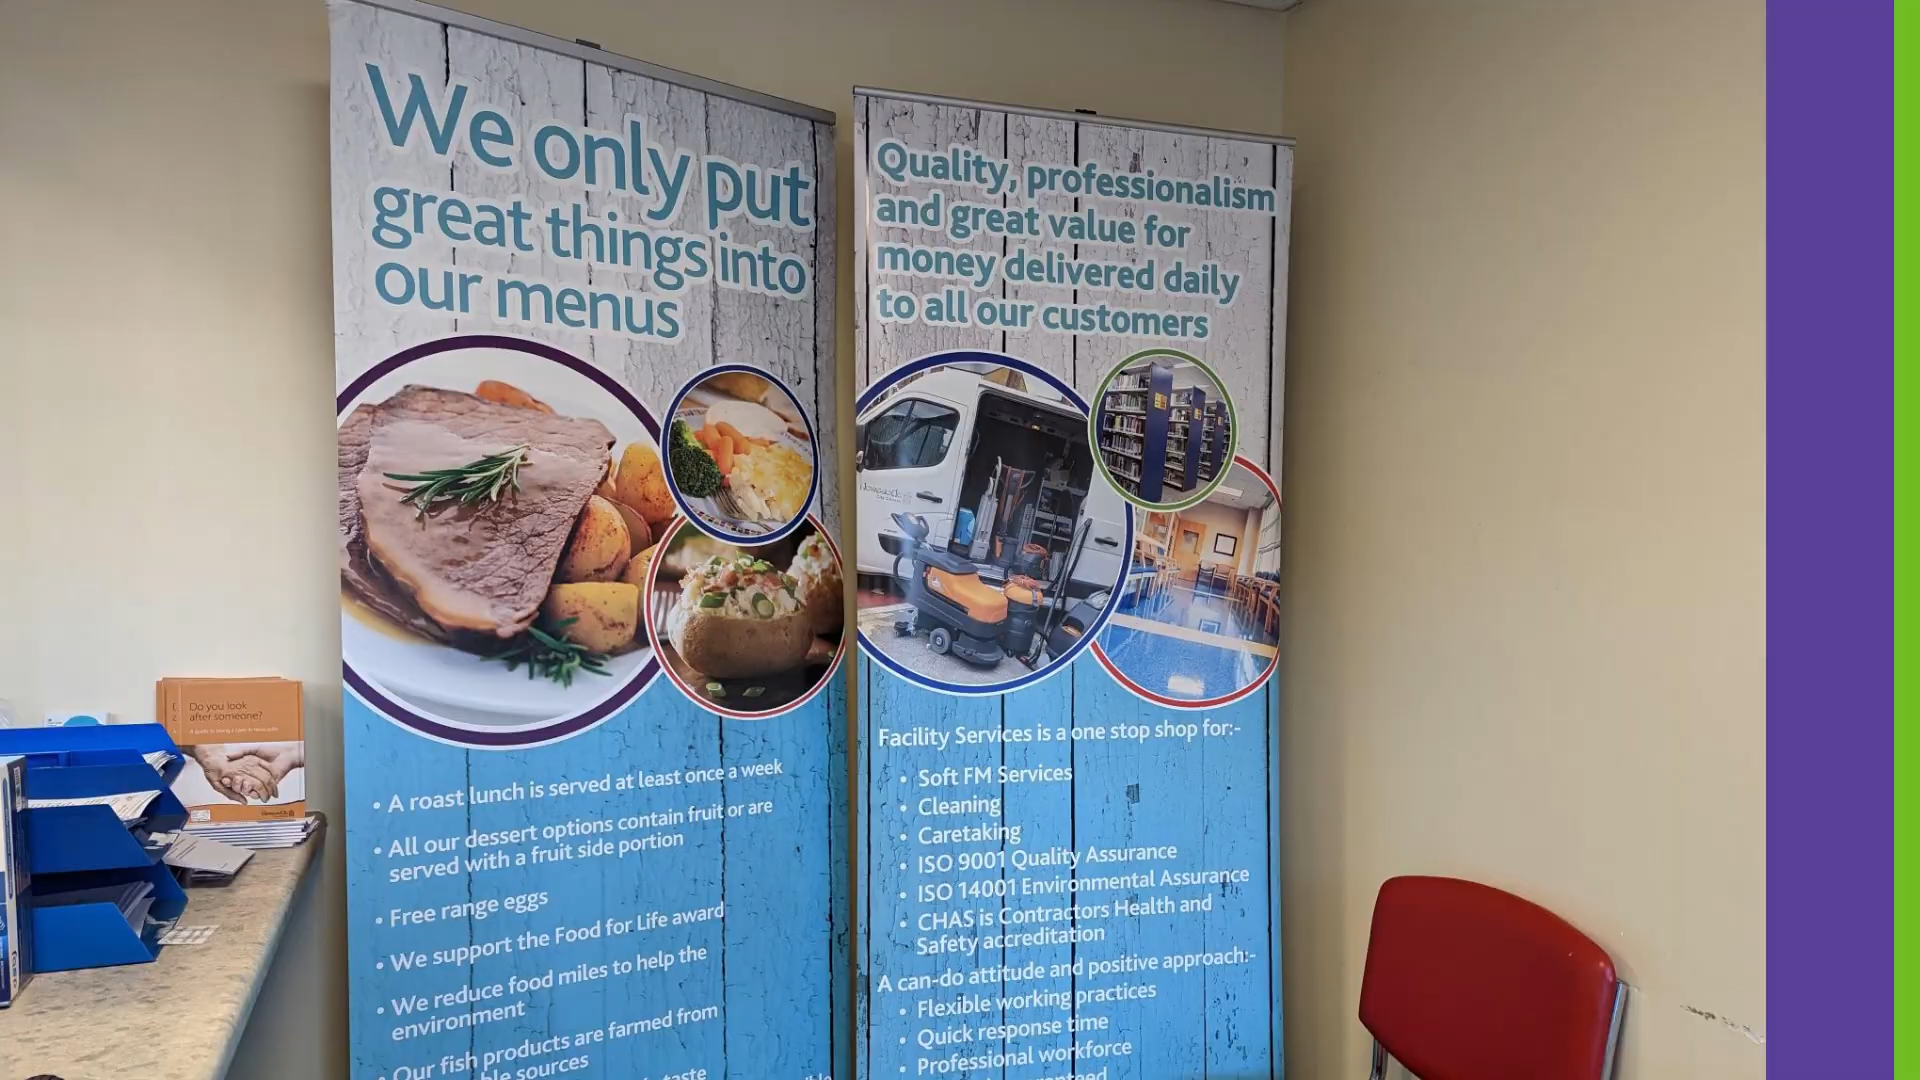 We only put
great things into
our menus
• A roast lunch is served at least once a week
• All our dessert options contain fruit or are
served with a fruit side portion
• Free range eggs
• We support the Food for Life award
• We reduce food miles to help the
environment
• Our fish products are farmed from
sources
taste
Quality, professionalism
and great value for
money delivered daily
to all our customers
Facility Services is a one stop shop for:-
• Soft FM Services
• Cleaning
• Caretaking
• ISO 9001 Quality Assurance
• ISO 14001 Environmental Assurance
• CHAS is Contractors Health and
Safety accreditation
A can-do attitude and positive approach:-
• Flexible working practices
• Quick response time
• Professional workforce
Do you look
after someone?